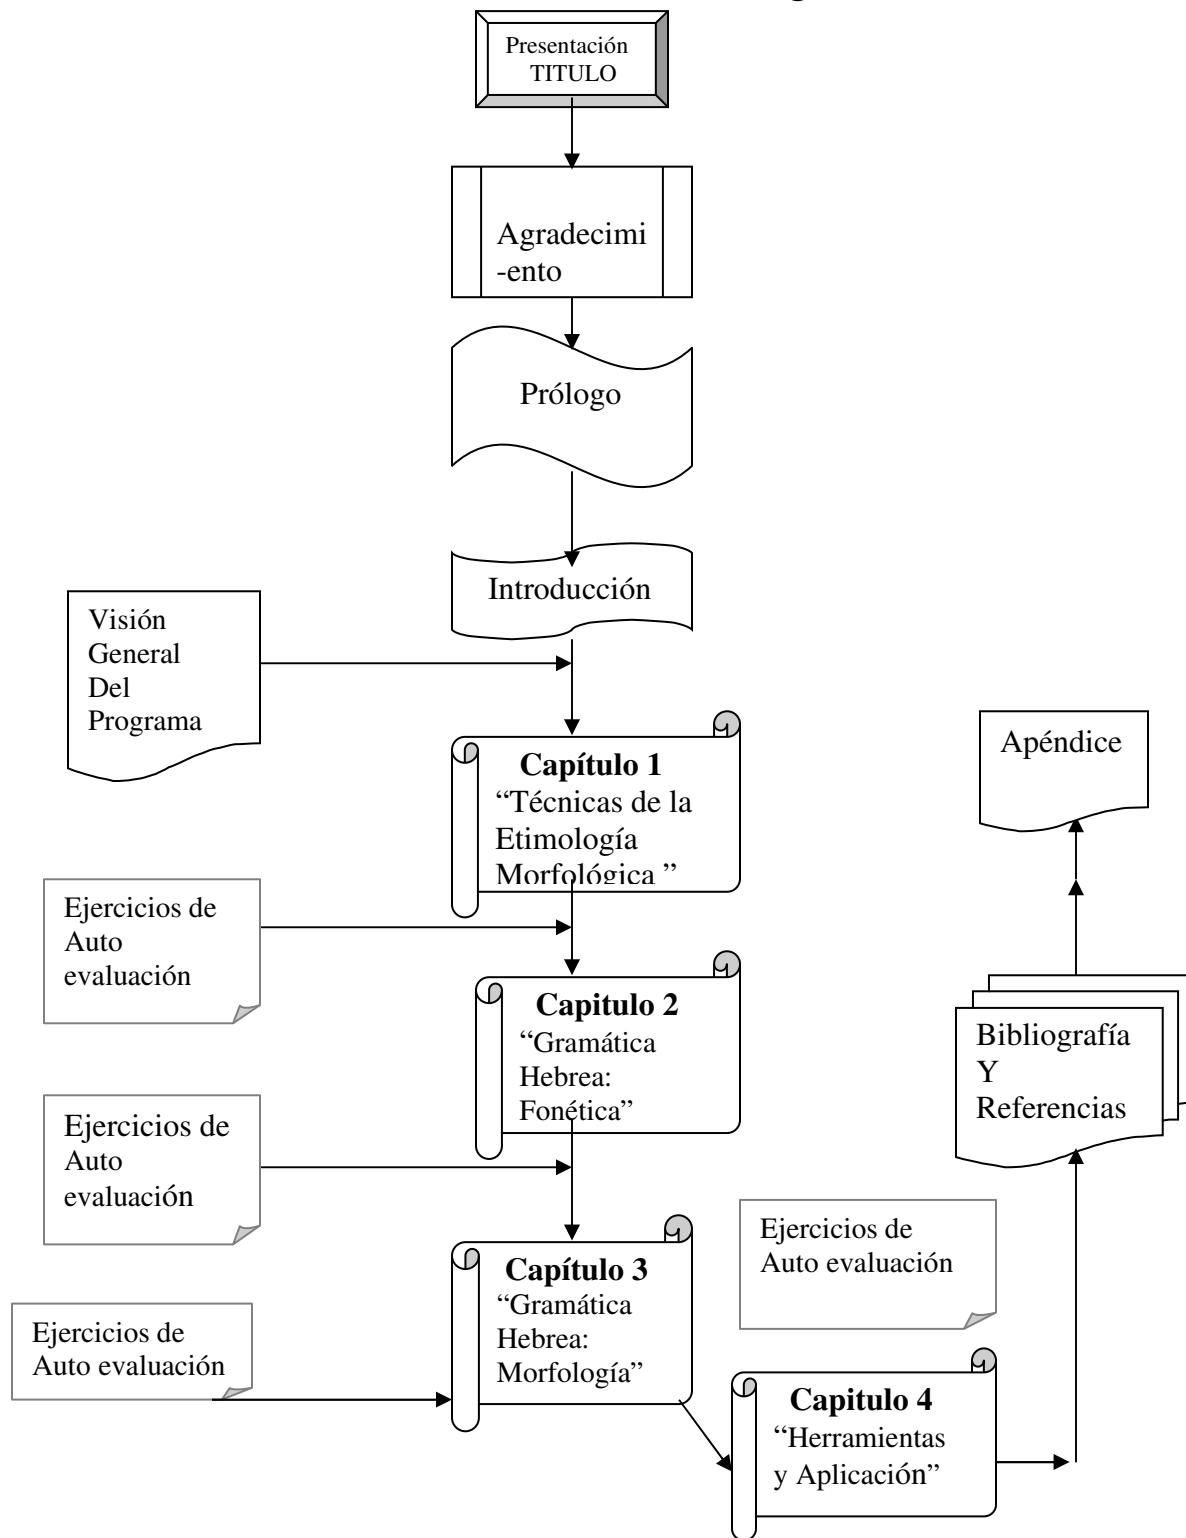 Presentación
TITULO
Agradecimi
-ento
Prólogo
Introducción
Visión
General
Del
Programa
Capítulo 1
“Técnicas de la
Etimología
Morfológica ”
Ejercicios de
Auto
evaluación
Capitulo 2
“Gramática
Hebrea:
Fonética”
Ejercicios de
Auto
evaluación
Capítulo 3
“Gramática
Hebrea:
Morfología”
Ejercicios de
Auto evaluación
Ejercicios de
Auto evaluación
Capitulo 4
“Herramientas
y Aplicación”
Bibliografía
Y
Referencias
Apéndice